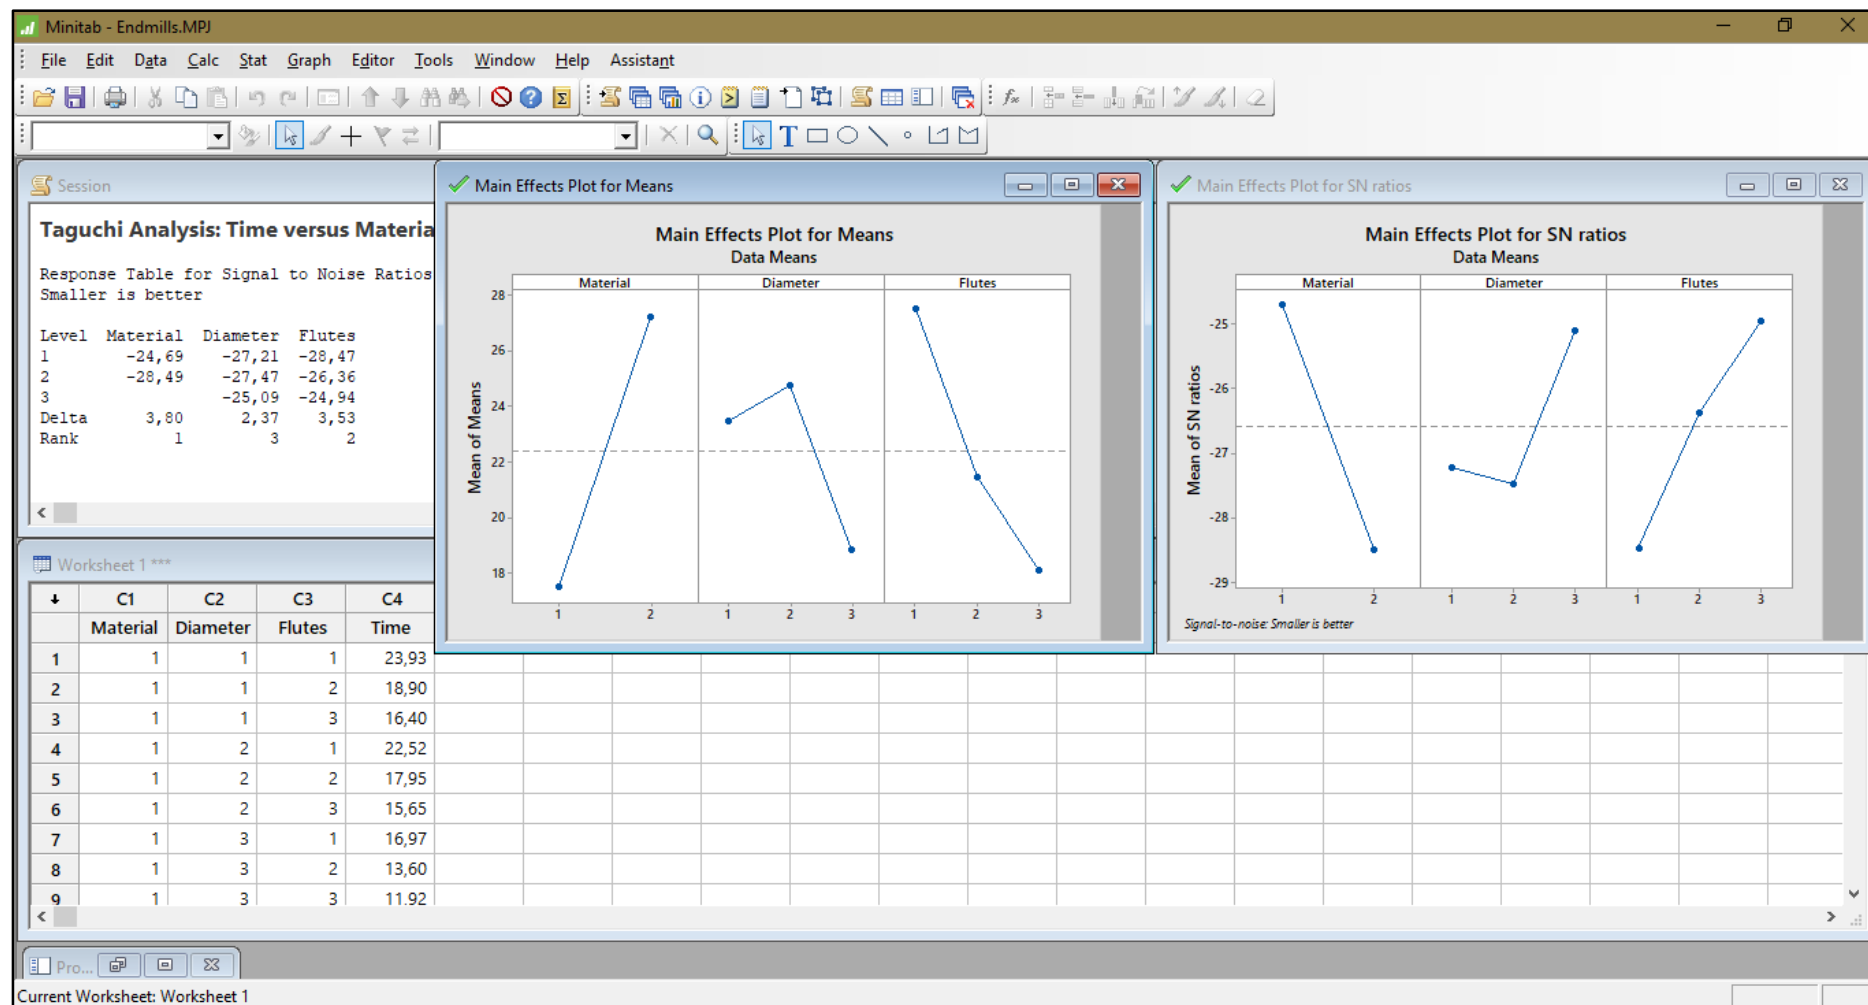 Minitab - Endmills.MPJ
File Edit Data Calc Stat Graph Editor Tools Window Help Assistant
Session
Taguchi Analysis: Time versus Materia
Response Table for Signal to Noise Ratios
Smaller is better
Level Material Diameter Flutes
1 -24,69 -27,21 -28,47
2 -28,49 -27,47 -26,36
3 -25,09 -24,94
Delta 3,80 2,37 3,53
Rank 1 3 2
Main Effects Plot for Means
Main Effects Plot for Means
Data Means
Material Diameter Flutes
Mean of Means
28
26
24
22
20
18
1 2 1 2 3 1 2 3
Main Effects Plot for SN ratios
Main Effects Plot for SN ratios
Data Means
Material Diameter Flutes
Mean of SN ratios
-25
-26
-27
-28
-29
1 2 1 2 3 1 2 3
Signal-to-noise: Smaller is better
Worksheet 1 ***
C1 C2 C3 C4
Material Diameter Flutes Time
1 1 1 1 23,93
2 1 1 2 18,90
3 1 1 3 16,40
4 1 2 1 22,52
5 1 2 2 17,95
6 1 2 3 15,65
7 1 3 1 16,97
8 1 3 2 13,60
9 1 3 3 11,92
Pro...
Current Worksheet: Worksheet 1